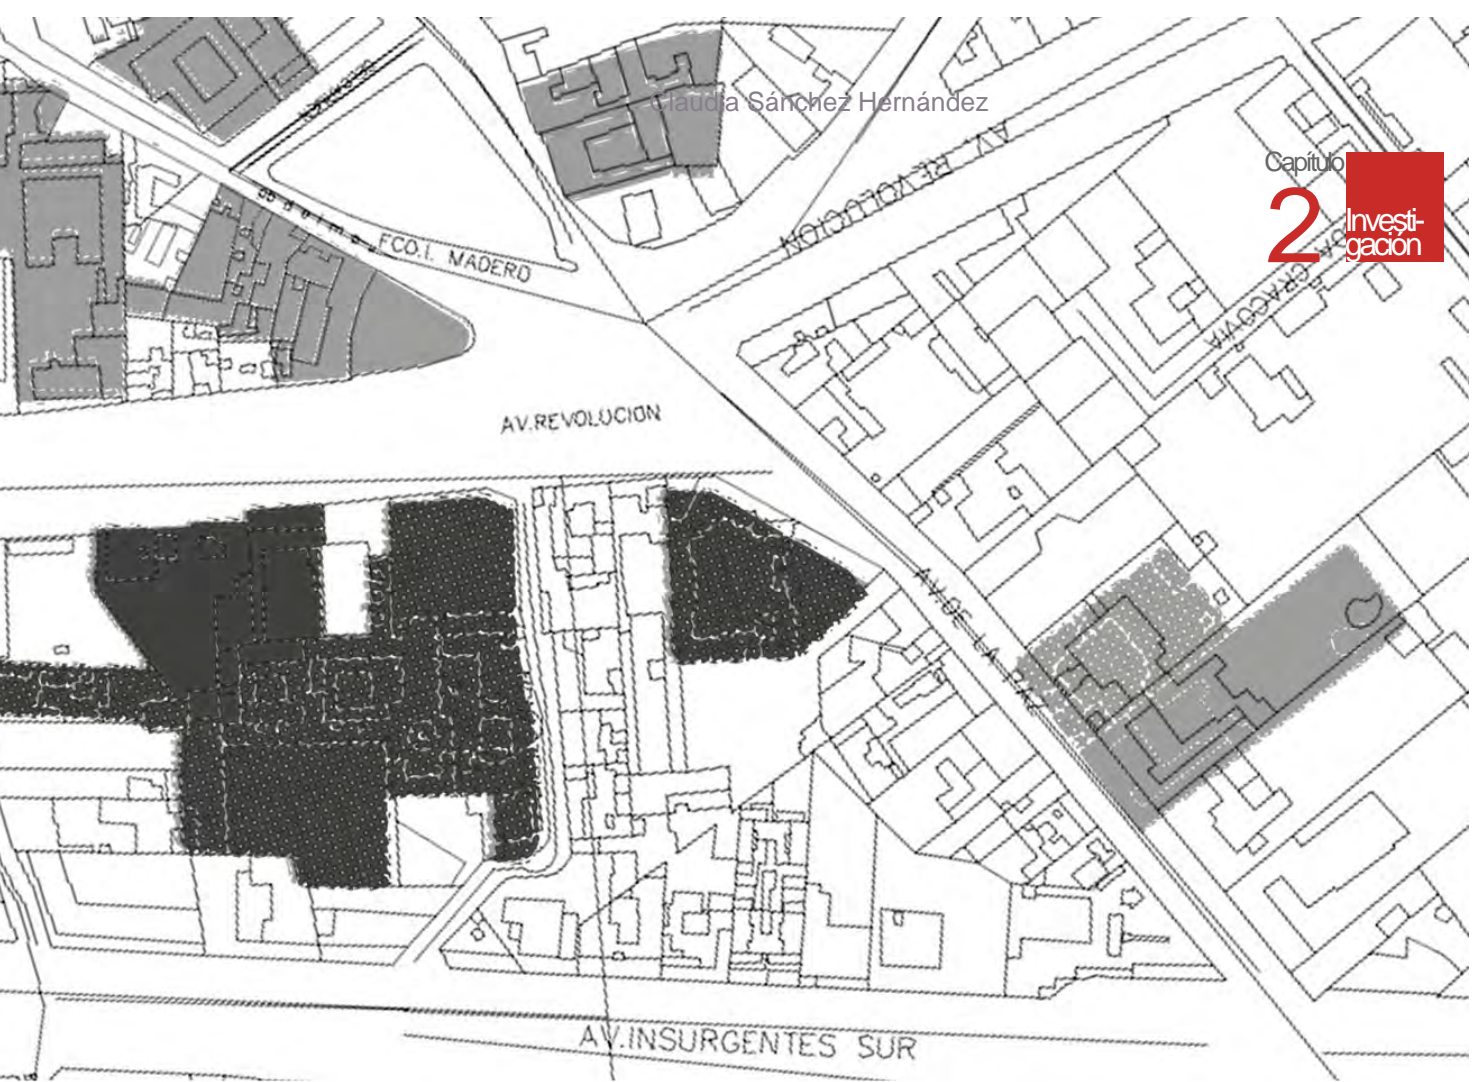 Claudia Sánchez Hernández
Capítulo
2
Investi-
gación
AV. REVOLUCIÓN
FCO. I. MADERO
AV.REVOLUCION
CRACOVIA
AV. DE LA PAZ
AV.INSURGENTES SUR